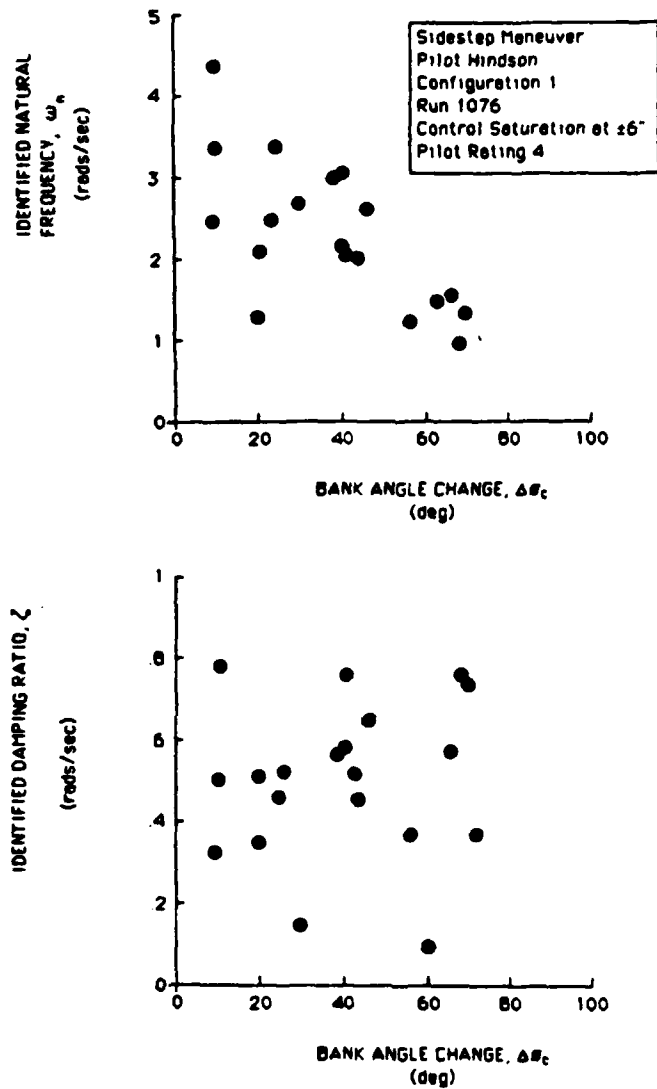 Sidestep Maneuver
Pilot Hindson
Configuration 1
Run 1076
Control Saturation at ±6"
Pilot Rating 4
IDENTIFIED NATURAL
FREQUENCY, ωn
(rads/sec)
5
4
3
2
1
0
0 20 40 60 80 100
BANK ANGLE CHANGE, Δøc
(deg)
IDENTIFIED DAMPING RATIO, ζ
(rads/sec)
1
.8
.6
.4
.2
0
0 20 40 60 80 100
BANK ANGLE CHANGE, Δøc
(deg)